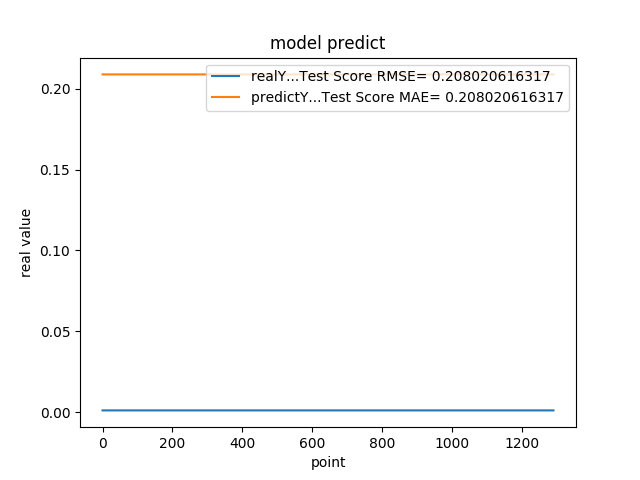 model predict
realY...Test Score RMSE= 0.208020616317
predictY...Test Score MAE= 0.208020616317
0.20
0.15
0.10
0.05
0.00
real value
0 200 400 600 800 1000 1200
point